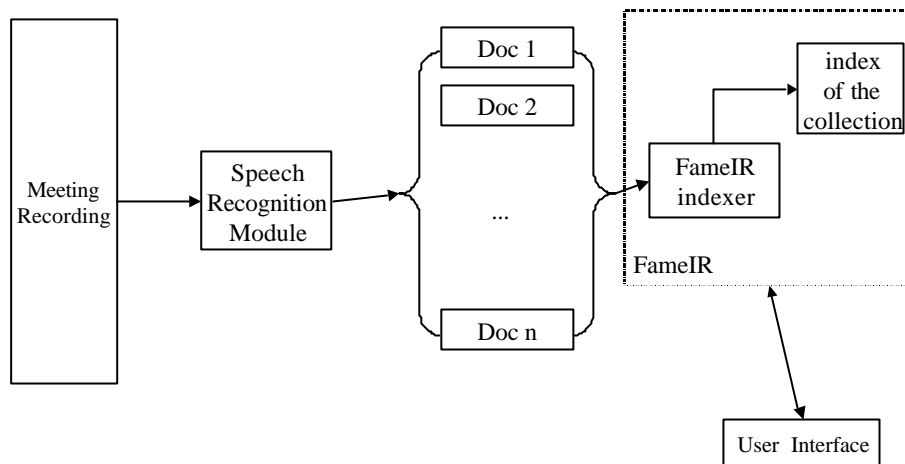 Meeting
Recording
Speech
Recognition
Module
Doc 1
Doc 2
...
Doc n
FameIR
indexer
index
of the
collection
FameIR
User Interface